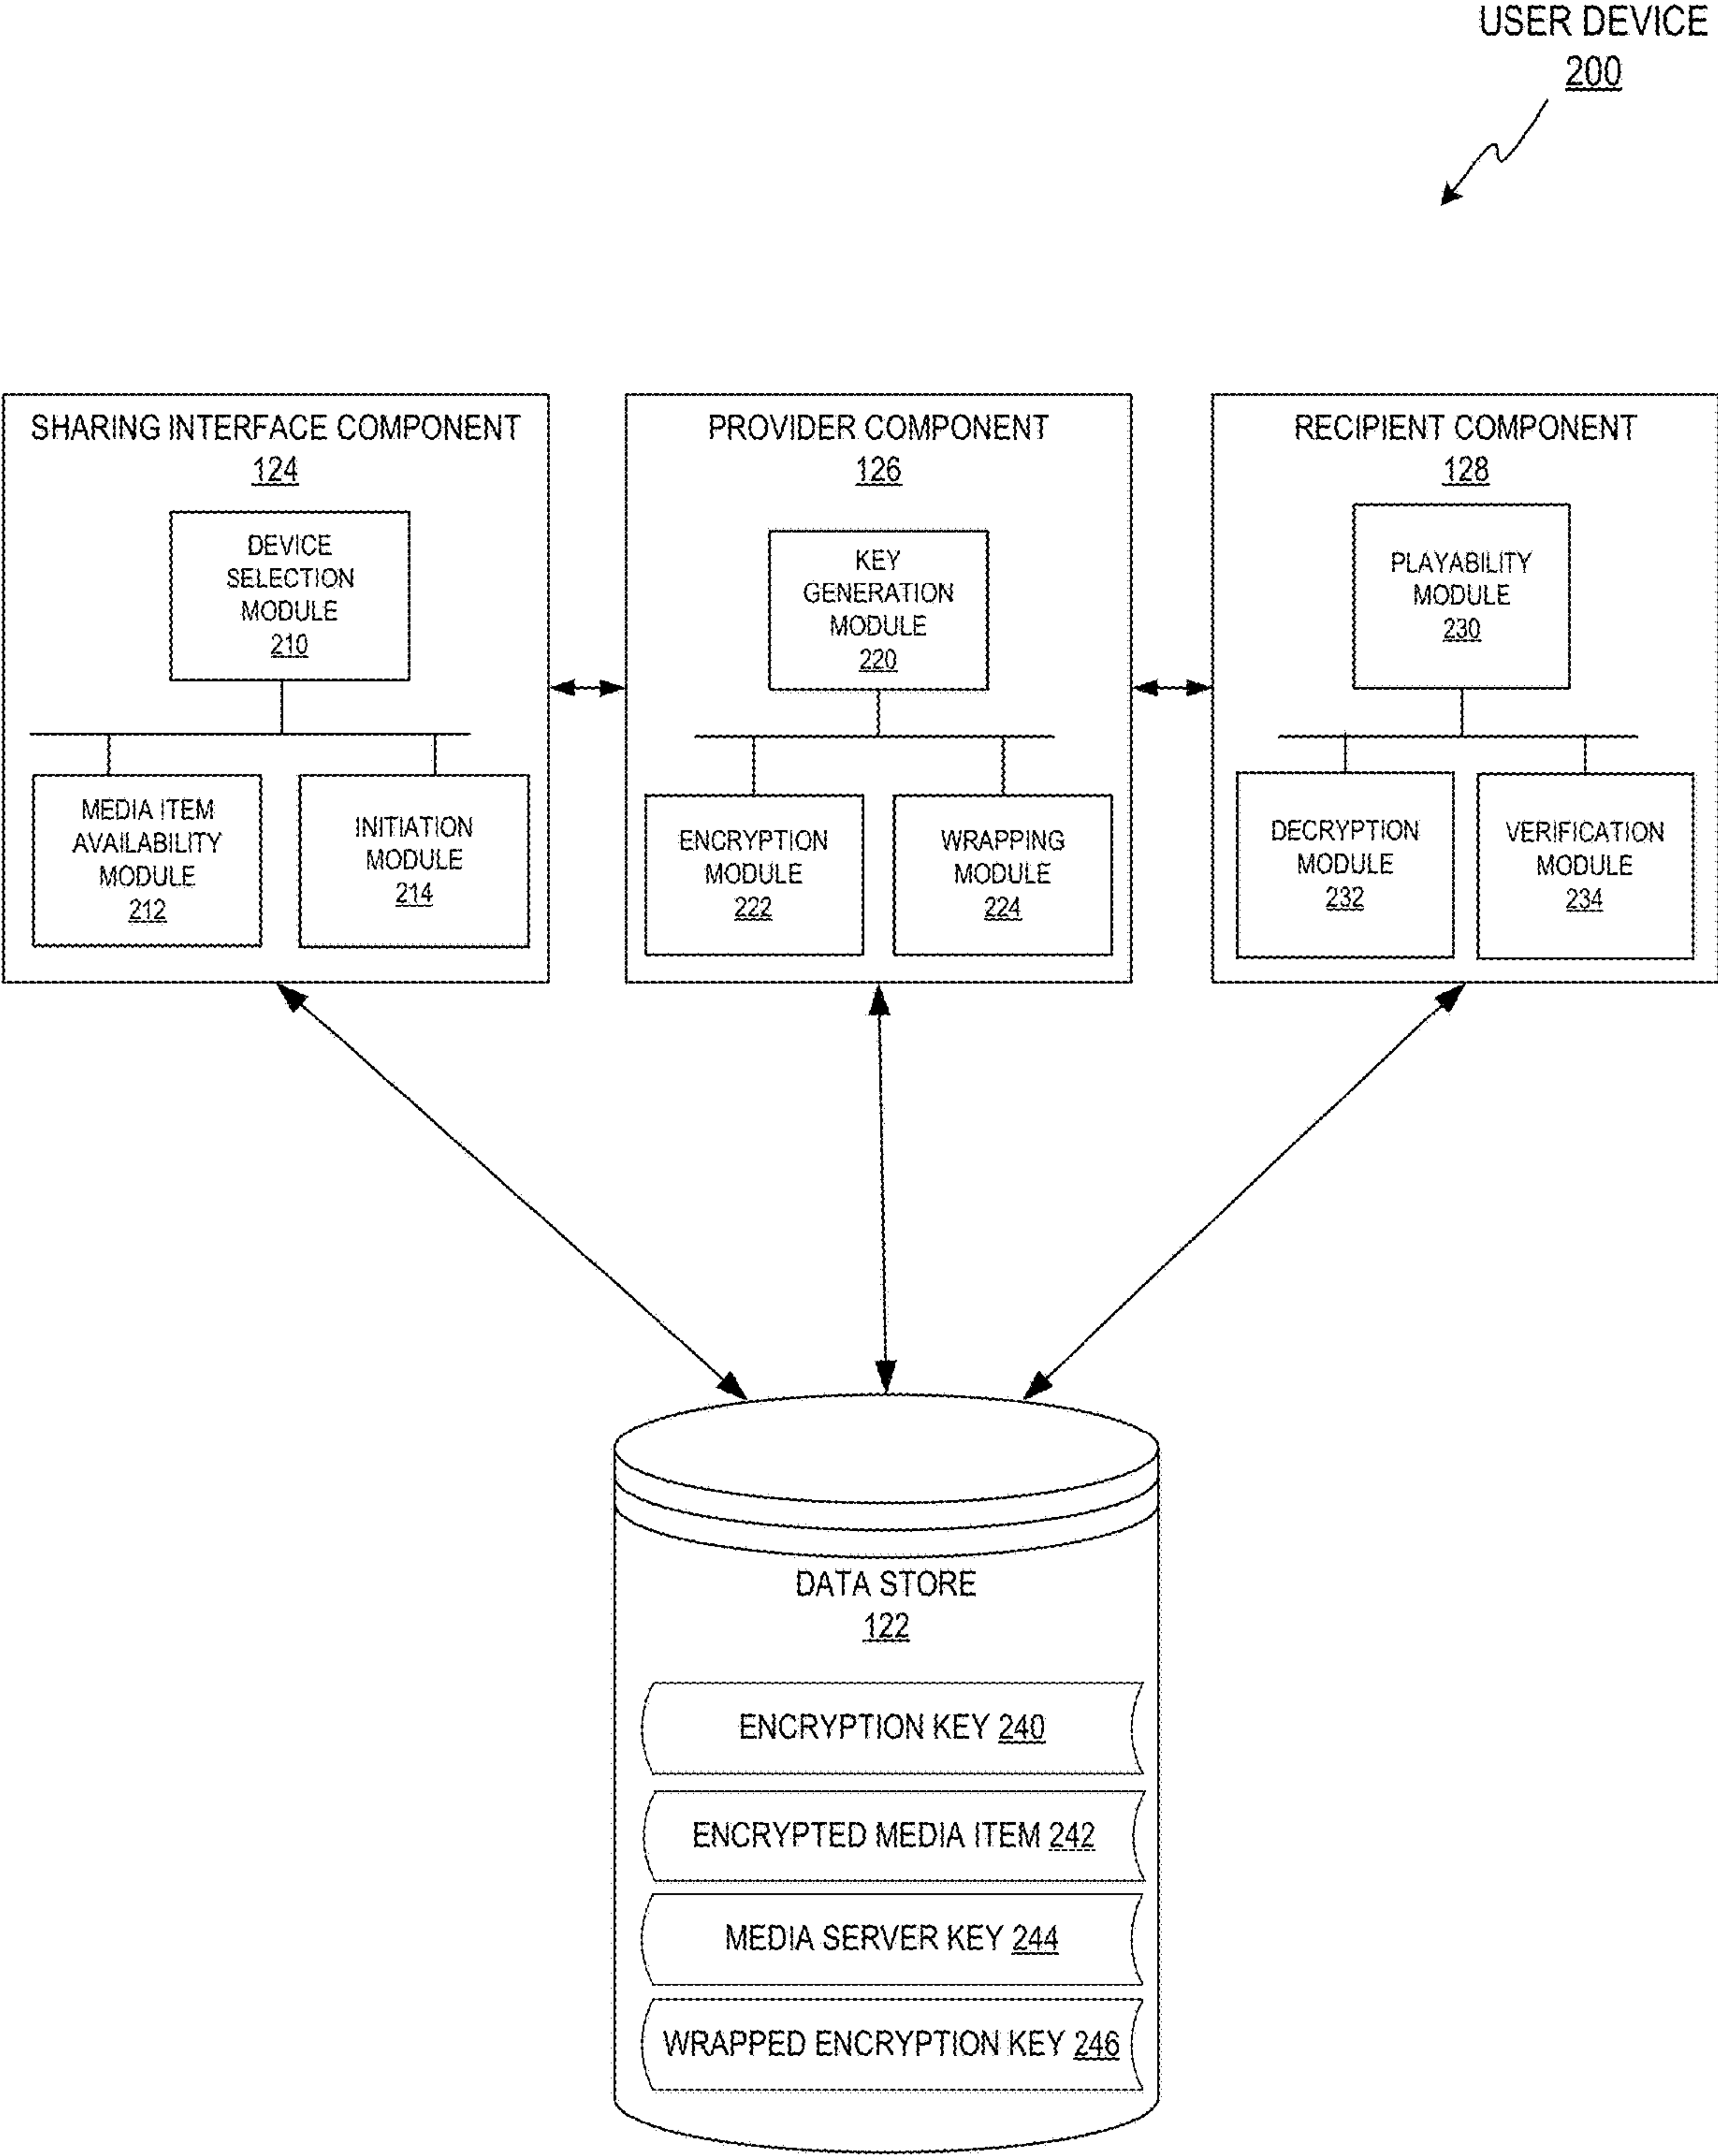 USER DEVICE
200
SHARING INTERFACE COMPONENT
124
DEVICE
SELECTION
MODULE
210
MEDIA ITEM
AVAILABILITY
MODULE
212
INITIATION
MODULE
214
PROVIDER COMPONENT
126
KEY
GENERATION
MODULE
220
ENCRYPTION
MODULE
222
WRAPPING
MODULE
224
RECIPIENT COMPONENT
128
PLAYABILITY
MODULE
230
DECRYPTION
MODULE
232
VERIFICATION
MODULE
234
DATA STORE
122
ENCRYPTION KEY 240
ENCRYPTED MEDIA ITEM 242
MEDIA SERVER KEY 244
WRAPPED ENCRYPTION KEY 246